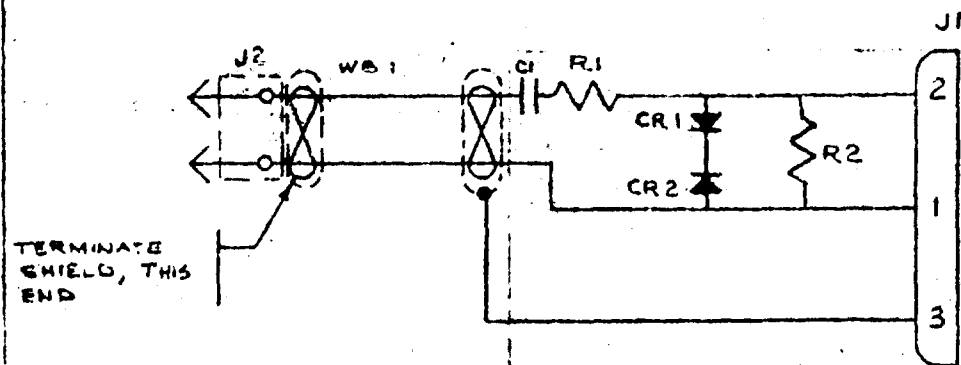 J1
J2
WB1
C1
R1
2
CR1
R2
CR2
1
TERMINATE
SHIELD, THIS
END
3